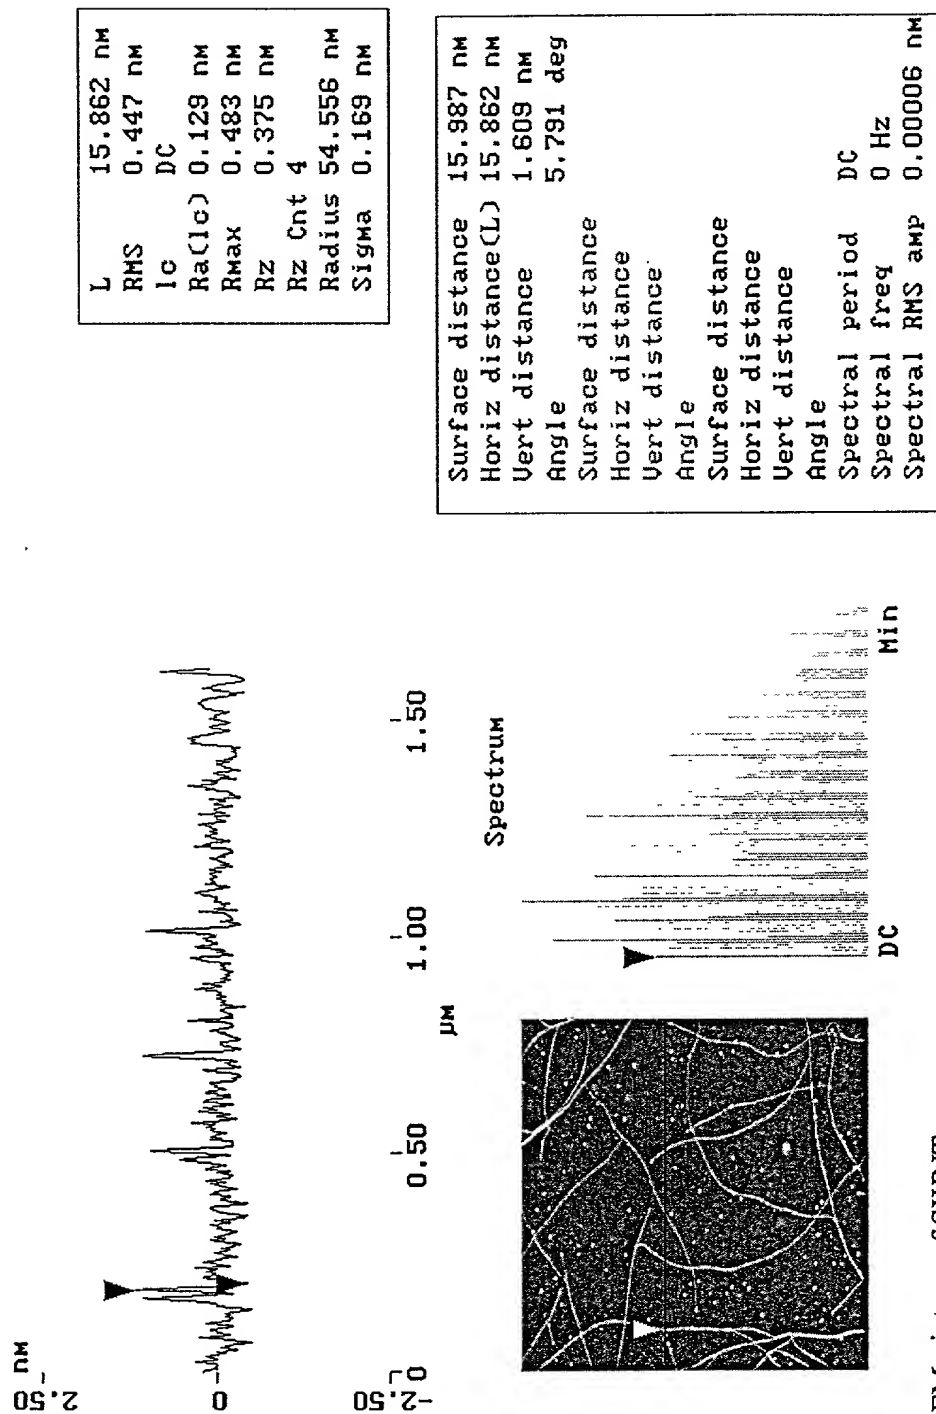 L 15.862 nM
RMS 0.447 nM
lc DC
Ra(lc) 0.129 nM
RMax 0.483 nM
Rz 0.375 nM
Rz Cnt 4
Radius 54.556 nM
SigMa 0.169 nM
Surface distance 15.987 nM
Horiz distance(L) 15.862 nM
Vert distance 1.609 nM
Angle 5.791 deg
Surface distance
Horiz distance
Vert distance
Angle
Surface distance
Horiz distance
Vert distance
Angle
Spectral period DC
Spectral freq 0 Hz
Spectral RMS aMp 0.00006 nM
nM
2.50
0
-2.50
0
0.50
1.00
1.50
µM
Spectrum
DC
Min